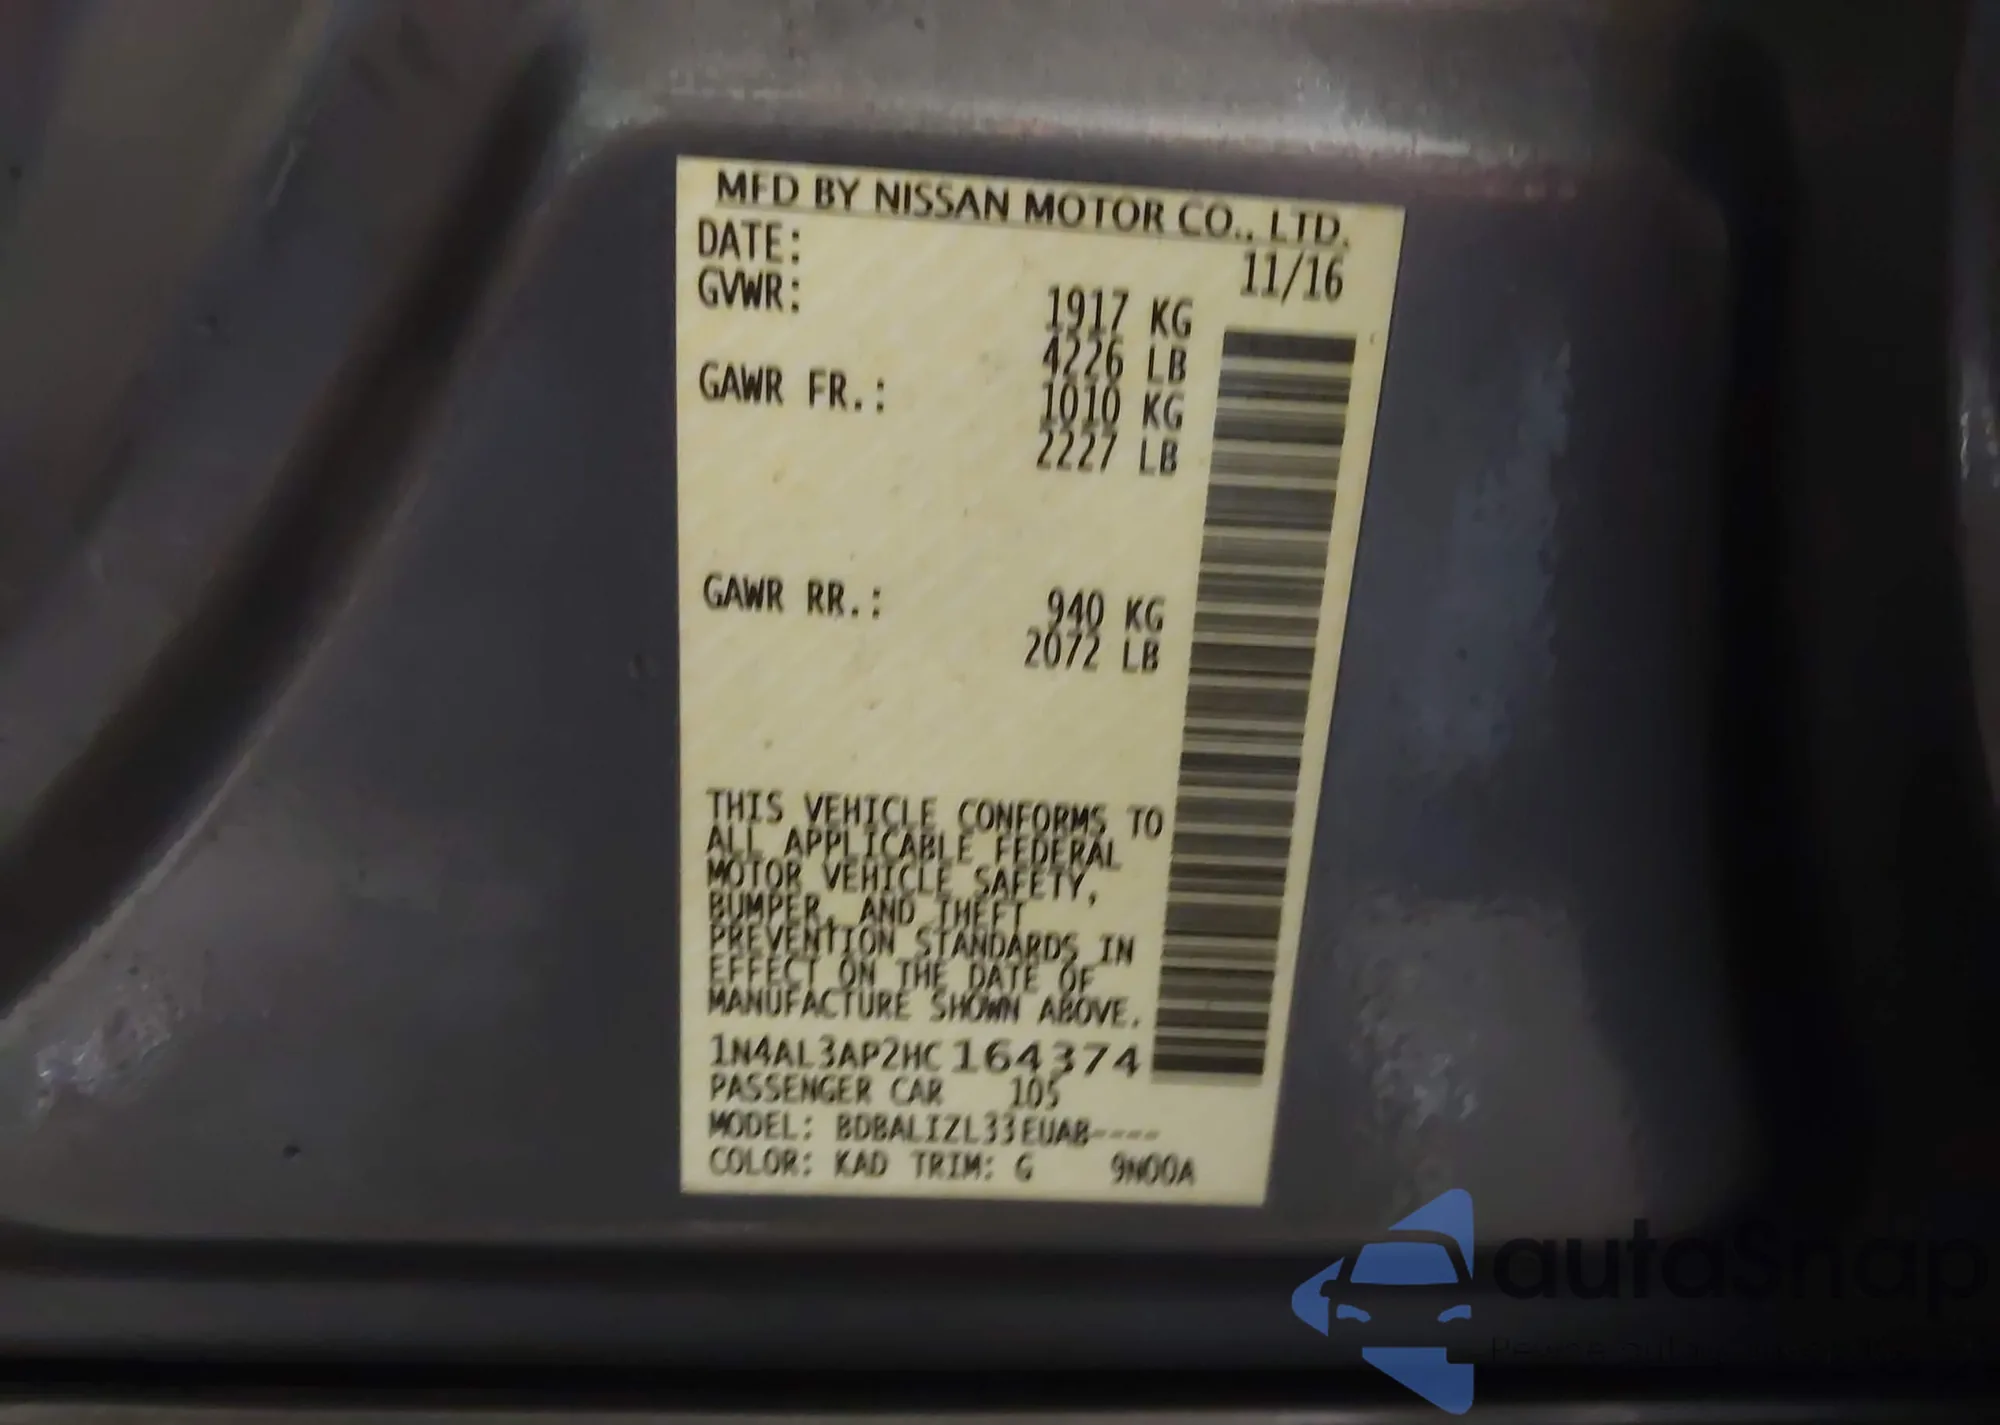 MFD BY NISSAN MOTOR CO., LTD.
DATE: 11/16
GVWR: 1917 KG
4226 LB
GAWR FR.: 1010 KG
2227 LB
GAWR RR.: 940 KG
2072 LB
THIS VEHICLE CONFORMS TO
ALL APPLICABLE FEDERAL
MOTOR VEHICLE SAFETY,
BUMPER, AND THEFT
PREVENTION STANDARDS IN
EFFECT ON THE DATE OF
MANUFACTURE SHOWN ABOVE.
1N4AL3AP2HC164374
PASSENGER CAR 105
MODEL: BDBALIZL33EUAB----
COLOR: KAD TRIM: G 9N00A
autoSnap